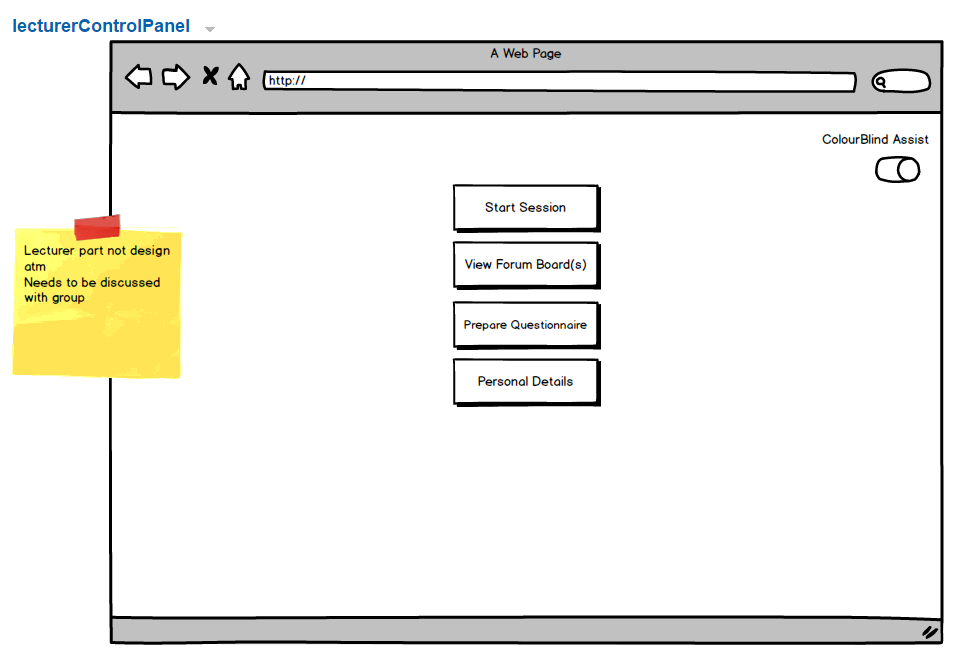 lecturerControlPanel
A Web Page
http://
ColourBlind Assist
Start Session
View Forum Board(s)
Prepare Questionnaire
Personal Details
Lecturer part not design
atm
Needs to be discussed
with group